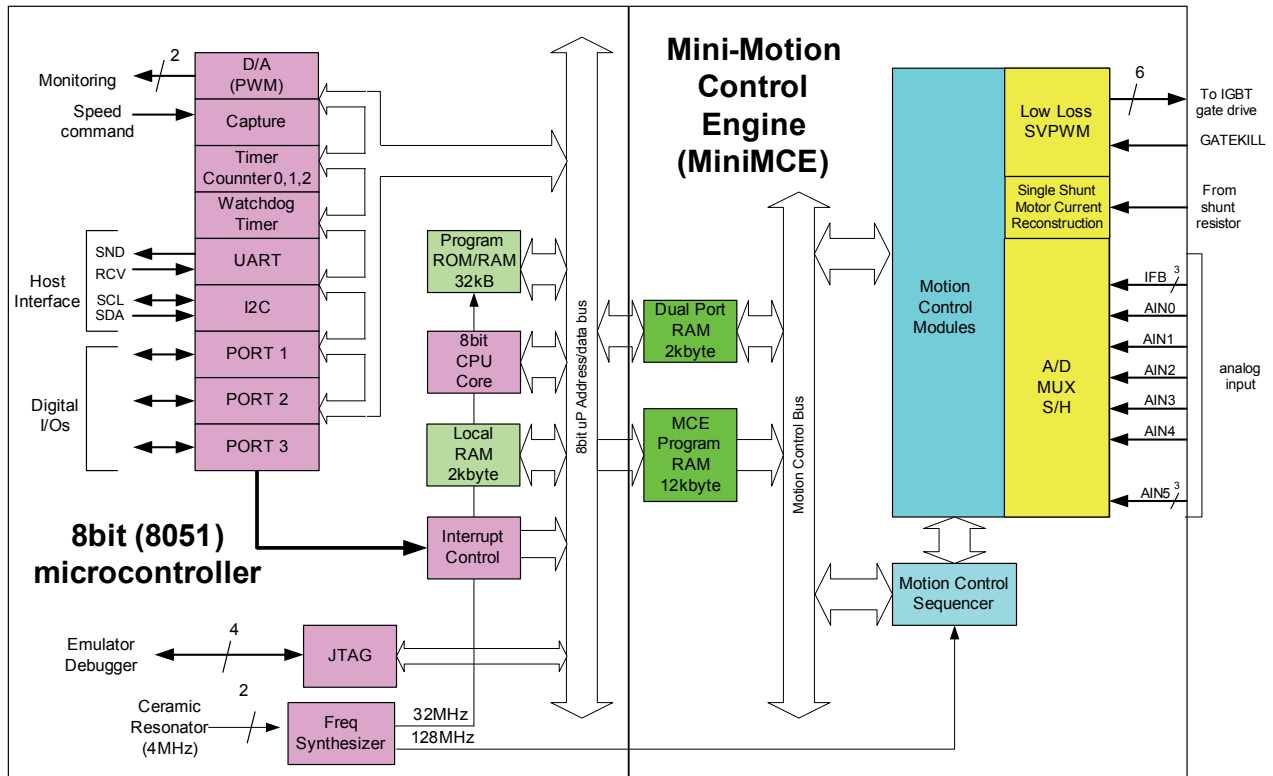 Monitoring
2
D/A
(PWM)
Speed
command
Capture
Timer
Counnter0,1,2
Watchdog
Timer
Host
Interface
SND
RCV
UART
SCL
SDA
I2C
Digital
I/Os
PORT 1
PORT 2
PORT 3
8bit (8051)
microcontroller
Program
ROM/RAM
32kB
8bit
CPU
Core
Local
RAM
2kbyte
Interrupt
Control
Emulator
Debugger
4
JTAG
Ceramic
Resonator
(4MHz)
2
Freq
Synthesizer
32MHz
128MHz
8bit uP Address/data bus
Mini-Motion
Control
Engine
(MiniMCE)
Dual Port
RAM
2kbyte
MCE
Program
RAM
12kbyte
Motion Control Bus
Motion
Control
Modules
Low Loss
SVPWM
Single Shunt
Motor Current
Reconstruction
A/D
MUX
S/H
Motion Control
Sequencer
6
To IGBT
gate drive
GATEKILL
From
shunt
resistor
IFB
3
AIN0
AIN1
AIN2
AIN3
AIN4
AIN5
3
analog
input